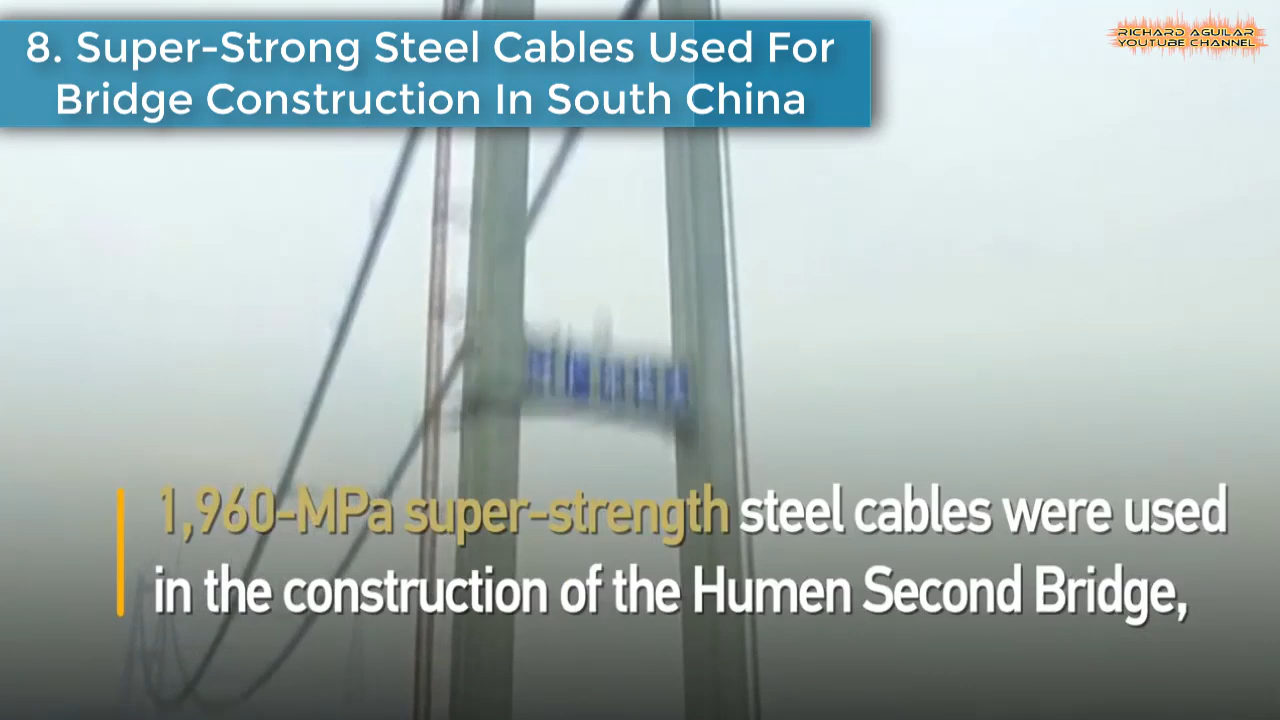 8. Super-Strong Steel Cables Used For
Bridge Construction In South China
RICHARD AGUILAR
YOUTUBE CHANNEL
1,960-MPa super-strength steel cables were used
in the construction of the Humen Second Bridge,